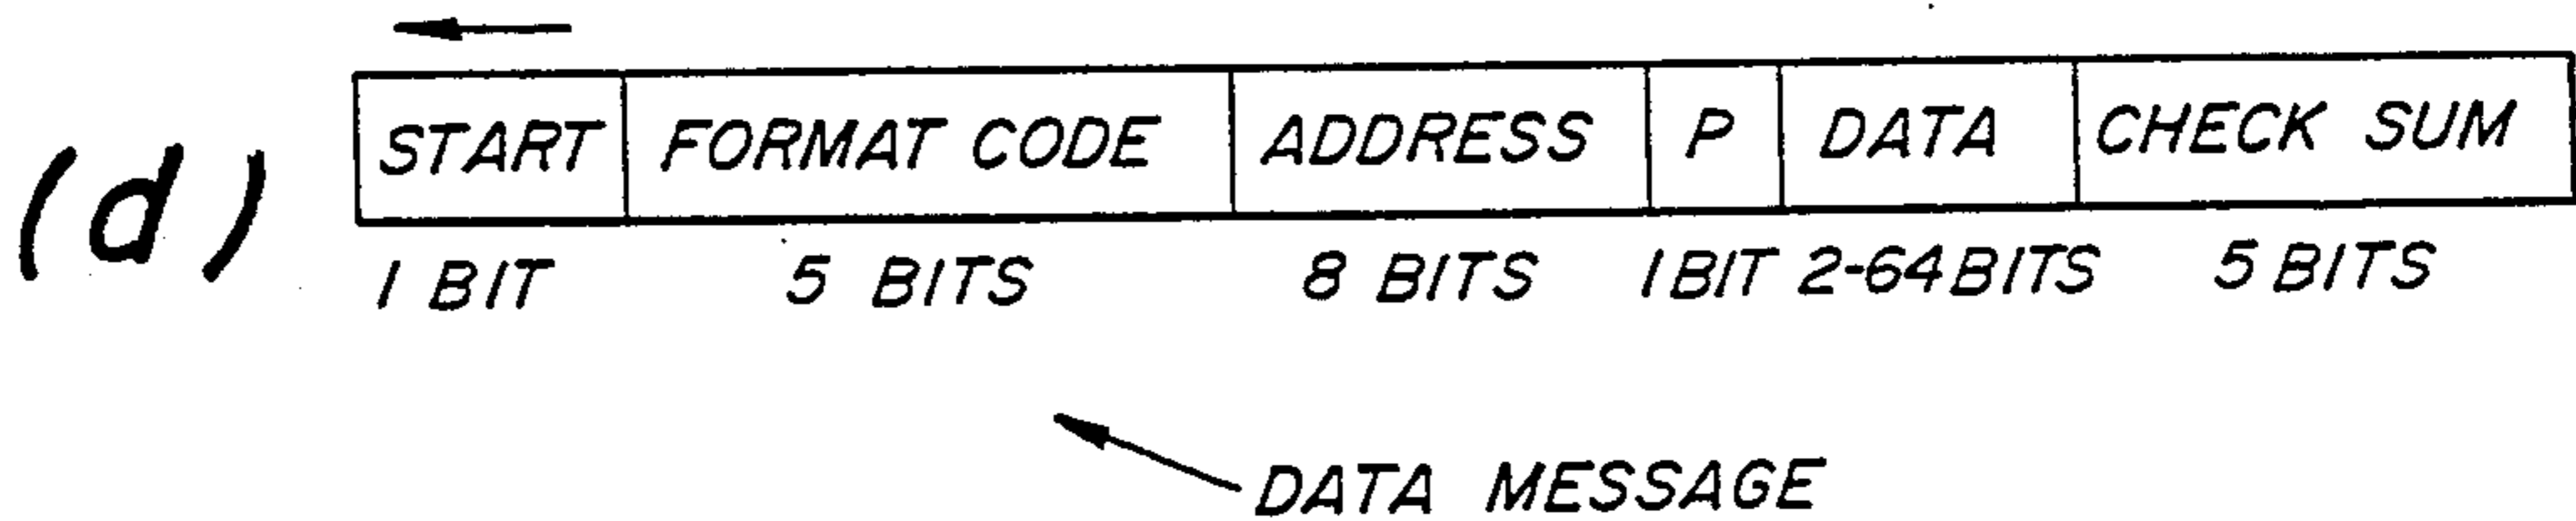 (d) START FORMAT CODE ADDRESS P DATA CHECK SUM
1 BIT 5 BITS 8 BITS 1 BIT 2-64 BITS 5 BITS
DATA MESSAGE